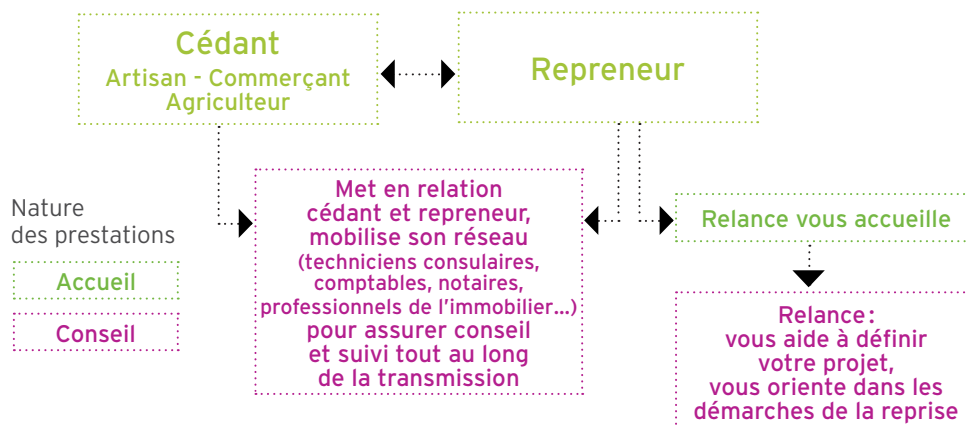 Cédant
Artisan - Commerçant
Agriculteur
Repreneur
Met en relation
cédant et repreneur,
mobilise son réseau
(techniciens consulaires,
comptables, notaires,
professionnels de l’immobilier...)
pour assurer conseil
et suivi tout au long
de la transmission
Relance vous accueille
Relance :
vous aide à définir
votre projet,
vous oriente dans les
démarches de la reprise
Nature
des prestations
Accueil
Conseil